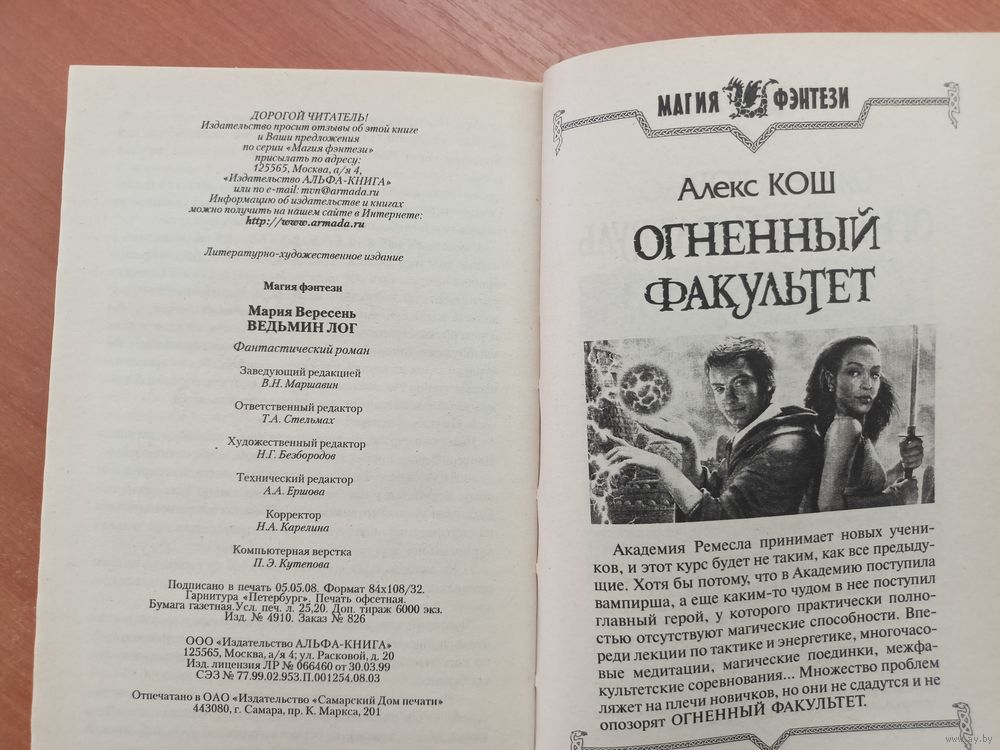 ДОРОГОЙ ЧИТАТЕЛЬ!
Издательство просит отзывы об этой книге
и Ваши предложения
по серии «Магия фэнтези»
присылать по адресу:
125565, Москва, а/я 4,
«Издательство АЛЬФА-КНИГА»
или по e-mail: mvn@armada.ru
Информацию об издательстве и книгах
можно получить на нашем сайте в Интернете:
http://www.armada.ru
Литературно-художественное издание
Магия фэнтези
Мария Вересень
ВЕДЬМИН ЛОГ
Фантастический роман
Заведующий редакцией
В.Н. Маршавин
Ответственный редактор
Т.А. Стельмах
Художественный редактор
Н.Г. Безбородов
Технический редактор
А.А. Ершова
Корректор
Н.А. Карелина
Компьютерная верстка
П. Э. Кутепова
Подписано в печать 05.05.08. Формат 84х108/32.
Гарнитура «Петербург». Печать офсетная.
Бумага газетная.Усл. печ. л. 25,20. Доп. тираж 6000 экз.
Изд. № 4910. Заказ № 826
ООО «Издательство АЛЬФА-КНИГА»
125565, Москва, а/я 4; ул. Расковой, д. 20
Изд. лицензия ЛР № 066460 от 30.03.99
СЭЗ № 77.99.02.953.П.001254.08.03
Отпечатано в ОАО «Издательство «Самарский Дом печати»
443080, г. Самара, пр. К. Маркса, 201
МАГИЯ ФЭНТЕЗИ
Алекс КОШ
ОГНЕННЫЙ
ФАКУЛЬТЕТ
Академия Ремесла принимает новых учени-
ков, и этот курс будет не таким, как все предыду-
щие. Хотя бы потому, что в Академию поступила
вампирша, а еще каким-то чудом в нее поступил
главный герой, у которого практически полно-
стью отсутствуют магические способности. Впе-
реди лекции по тактике и энергетике, многочасо-
вые медитации, магические поединки, межфа-
культетские соревнования... Множество проблем
ляжет на плечи новичков, но они не сдадутся и не
опозорят ОГНЕННЫЙ ФАКУЛЬТЕТ.
www.ay.by